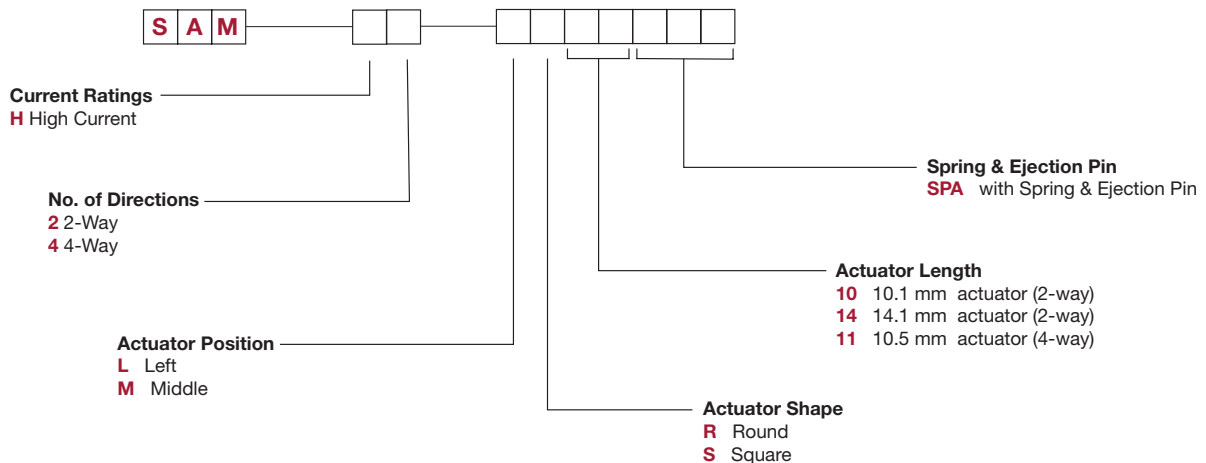 S A M
Current Ratings
H High Current
No. of Directions
2 2-Way
4 4-Way
Actuator Position
L Left
M Middle
Spring & Ejection Pin
SPA with Spring & Ejection Pin
Actuator Length
10 10.1 mm actuator (2-way)
14 14.1 mm actuator (2-way)
11 10.5 mm actuator (4-way)
Actuator Shape
R Round
S Square